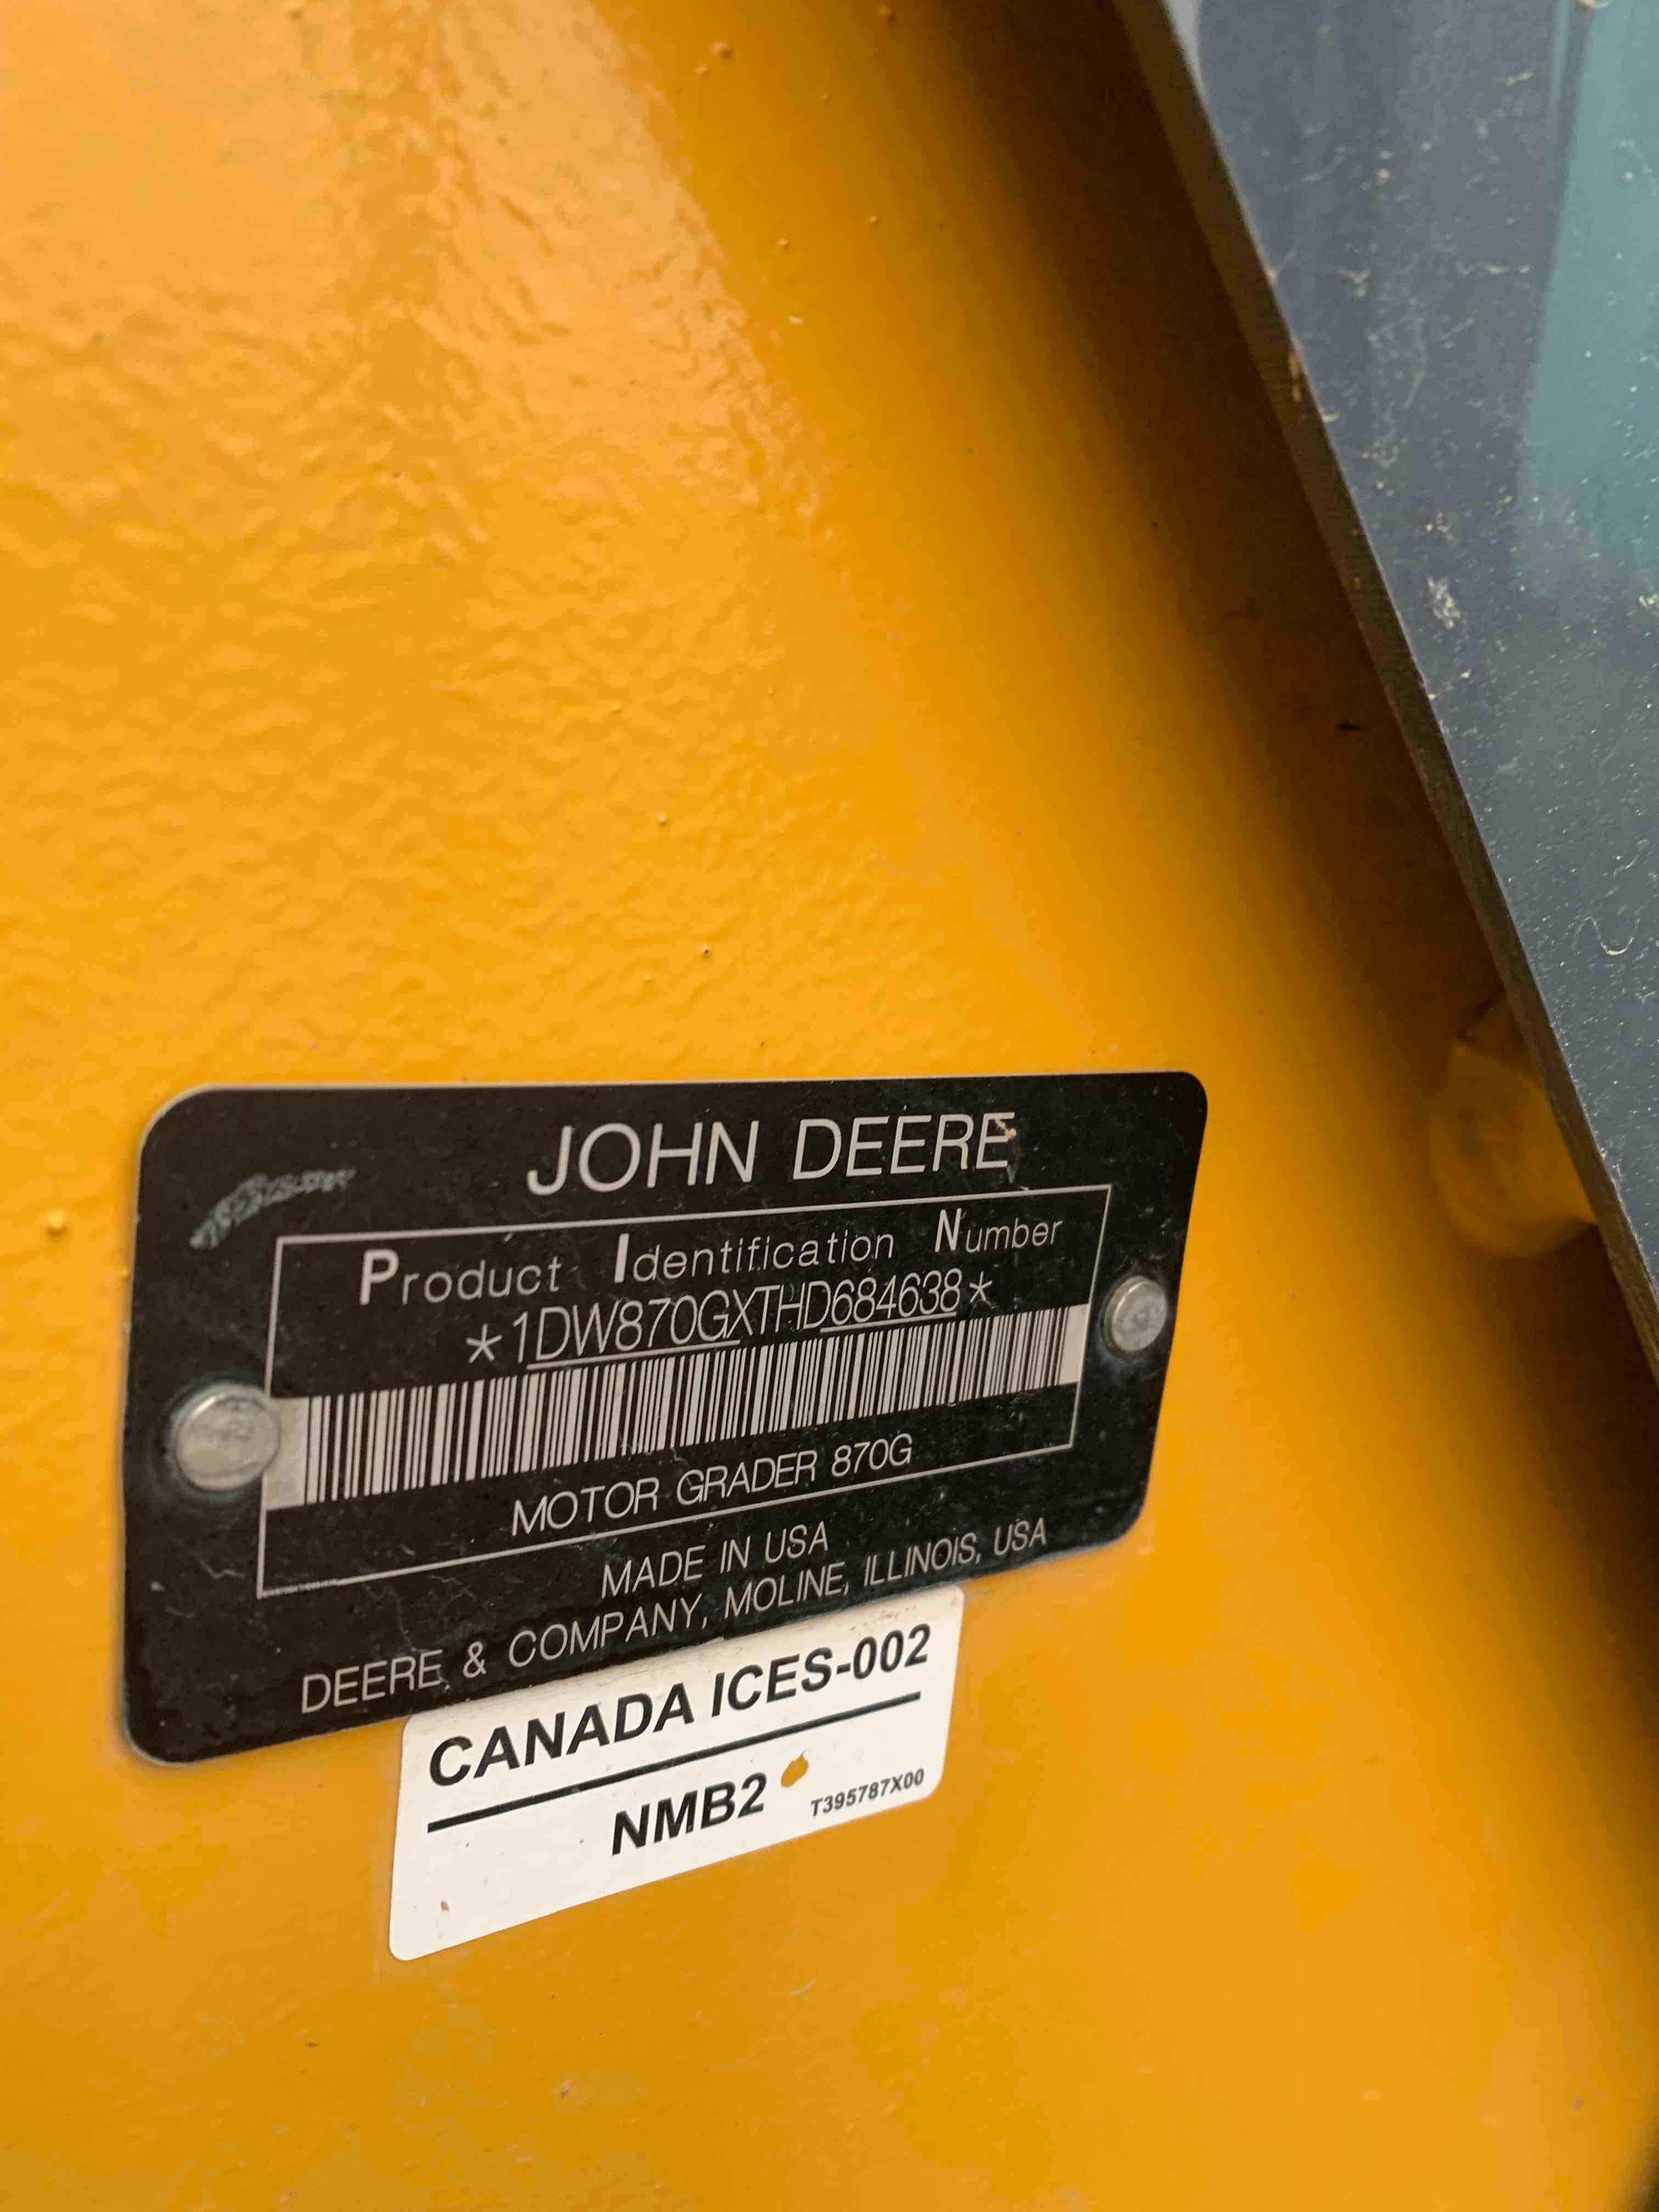 JOHN DEERE
Product Identification Number
*1DW870GXTHD684638*
MOTOR GRADER 870G
MADE IN USA
DEERE & COMPANY, MOLINE, ILLINOIS, USA
CANADA ICES-002
NMB2
T395787X00